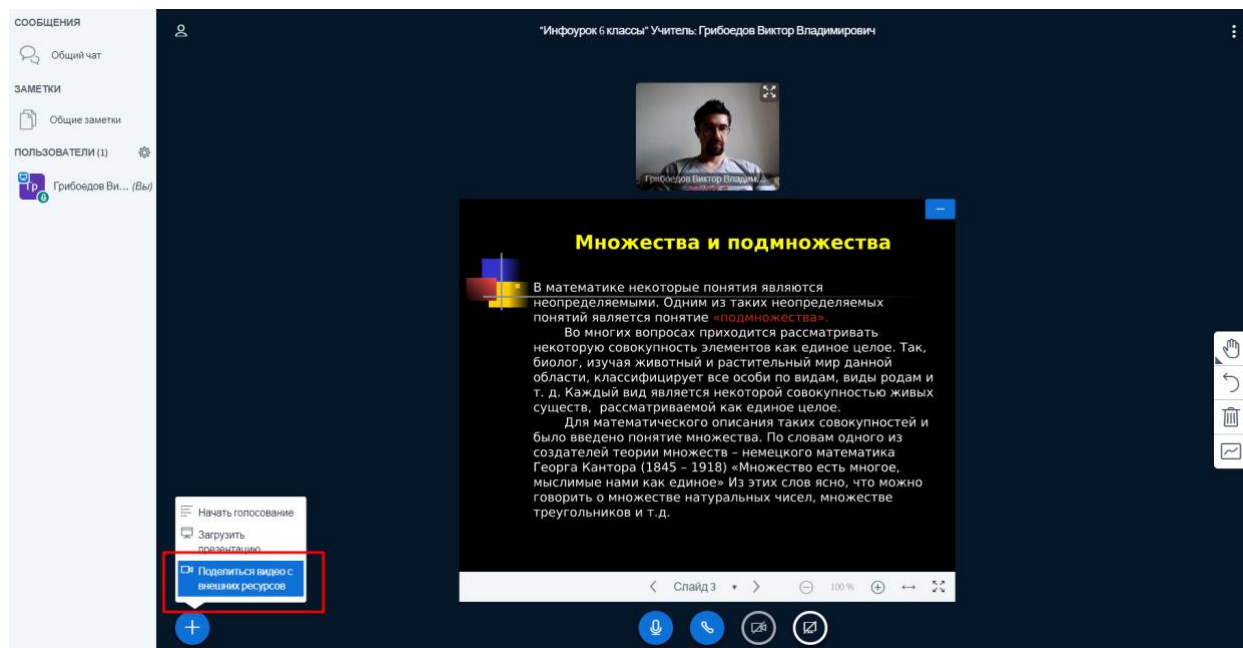 СООБЩЕНИЯ
Общий чат
ЗАМЕТКИ
Общие заметки
ПОЛЬЗОВАТЕЛИ (1)
Гр
Грибоедов Ви... (Вы)
"Инфоурок 6 классы" Учитель: Грибоедов Виктор Владимирович
Грибоедов Виктор Владим...
Множества и подмножества
В математике некоторые понятия являются
неопределяемыми. Одним из таких неопределяемых
понятий является понятие «подмножества».
Во многих вопросах приходится рассматривать
некоторую совокупность элементов как единое целое. Так,
биолог, изучая животный и растительный мир данной
области, классифицирует все особи по видам, виды родам и
т. д. Каждый вид является некоторой совокупностью живых
существ, рассматриваемой как единое целое.
Для математического описания таких совокупностей и
было введено понятие множества. По словам одного из
создателей теории множеств – немецкого математика
Георга Кантора (1845 – 1918) «Множество есть многое,
мыслимые нами как единое» Из этих слов ясно, что можно
говорить о множестве натуральных чисел, множестве
треугольников и т.д.
Начать голосование
Загрузить
презентацию
Поделиться видео с
внешних ресурсов
Слайд 3
100 %